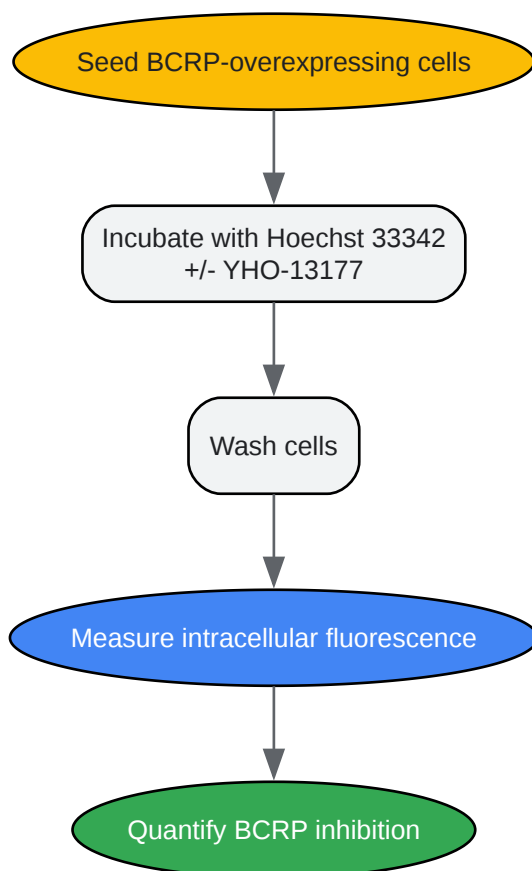 Seed BCRP-overexpressing cells
Incubate with Hoechst 33342
+/- YHO-13177
Wash cells
Measure intracellular fluorescence
Quantify BCRP inhibition